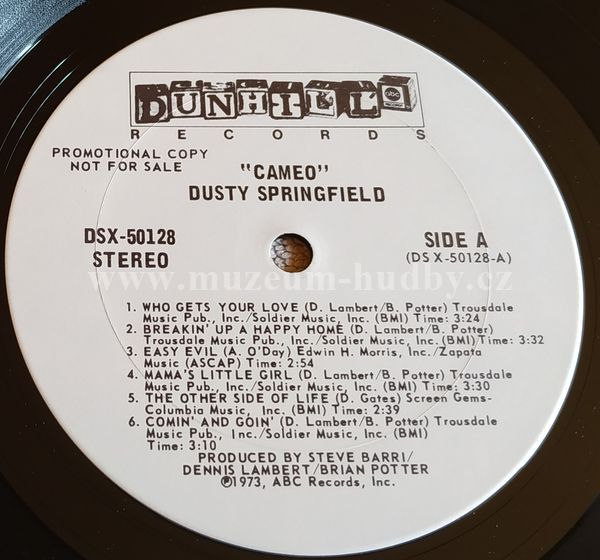 DUNHILL abc
RECORDS
PROMOTIONAL COPY
NOT FOR SALE
"CAMEO"
DUSTY SPRINGFIELD
DSX-50128
STEREO
SIDE A
(DSX-50128-A)
www.muzeum-hudby.cz
1. WHO GETS YOUR LOVE (D. Lambert/B. Potter) Trousdale
Music Pub., Inc./Soldier Music, Inc. (BMI) Time: 3:24
2. BREAKIN' UP A HAPPY HOME (D. Lambert/B. Potter)
Trousdale Music Pub., Inc./Soldier Music, Inc. (BMI) Time: 3:32
3. EASY EVIL (A. O'Day) Edwin H. Morris, Inc./Zapata
Music (ASCAP) Time: 2:54
4. MAMA'S LITTLE GIRL (D. Lambert/B. Potter) Trousdale
Music Pub., Inc./Soldier Music, Inc. (BMI) Time: 3:30
5. THE OTHER SIDE OF LIFE (D. Gates) Screen Gems-
Columbia Music, Inc. (BMI) Time: 2:39
6. COMIN' AND GOIN' (D. Lambert/B. Potter) Trousdale
Music Pub., Inc./Soldier Music, Inc. (BMI)
Time: 3:10
PRODUCED BY STEVE BARRI/
DENNIS LAMBERT/BRIAN POTTER
Ⓟ1973, ABC Records, Inc.